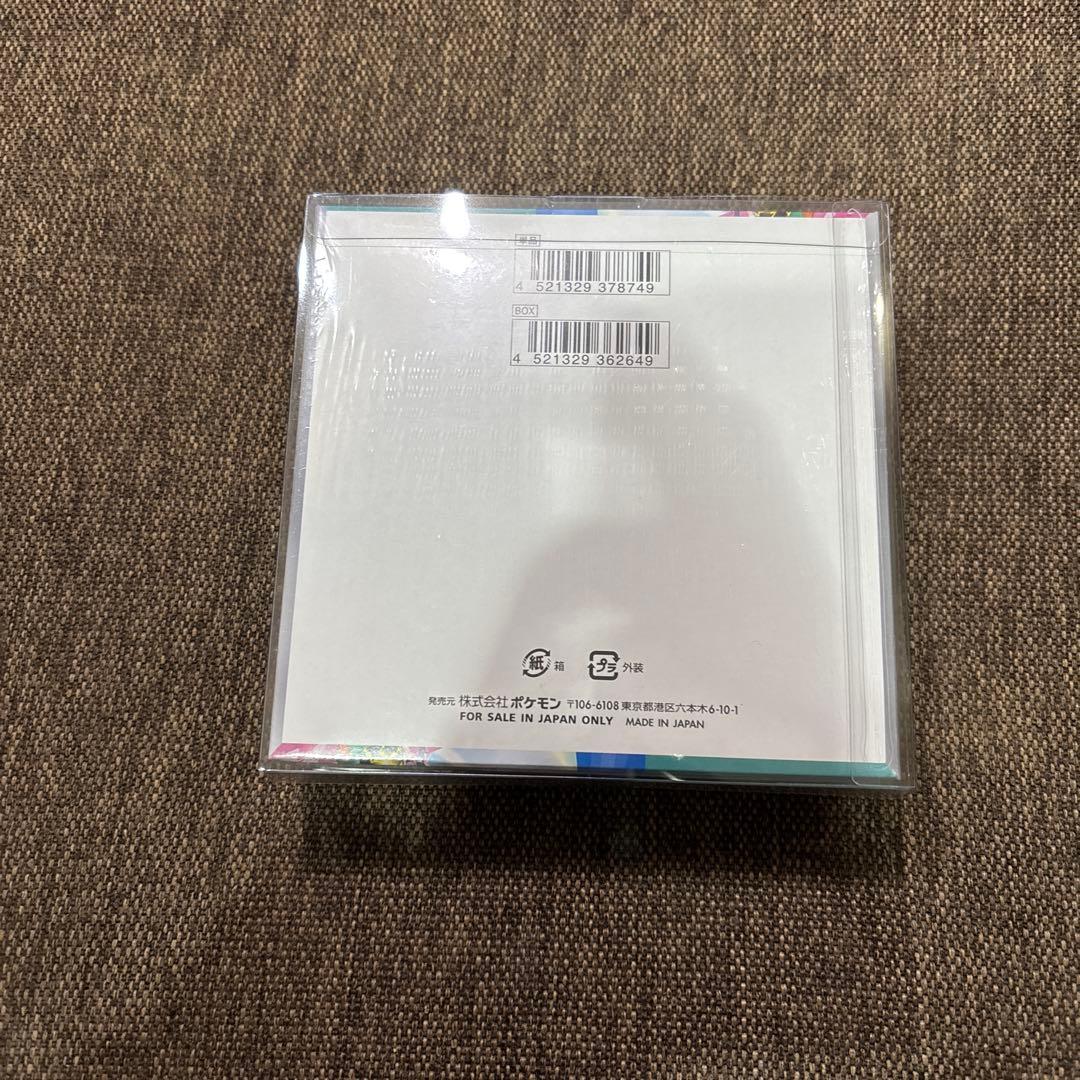 単品
4 521329 378749
BOX
4 521329 362649
紙 箱 プラ 外装
発売元 株式会社ポケモン 〒106-6108 東京都港区六本木6-10-1
FOR SALE IN JAPAN ONLY MADE IN JAPAN